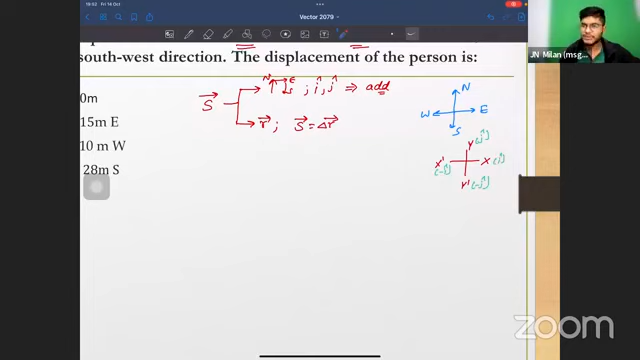 18:52 Fri 14 Oct
Vector 2079
south-west direction. The displacement of the person is:
JN Milan (msg...
0m
15m E
10 m W
28m S
N E ; î, ĵ ⇒ add
S⃗
r⃗ ; S⃗ = Δr⃗
N
W E
S
Y (ĵ)
X' X (î)
(-î)
Y' (-ĵ)
zoom